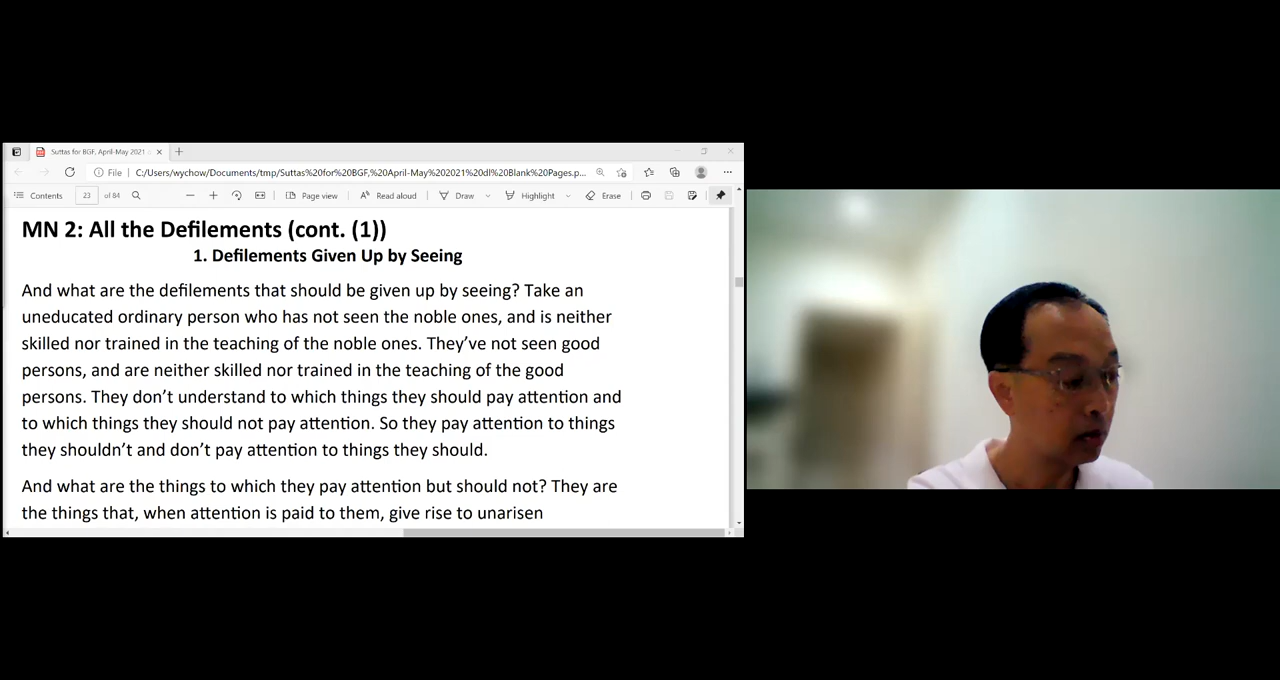 Suttas for BGF, April-May 2021
File
C:/Users/wychow/Documents/tmp/Suttas%20for%20BGF,%20April-May%202021%20dl%20Blank%20Pages.p...
Contents
23
of 84
Page view
Read aloud
Draw
Highlight
Erase
MN 2: All the Defilements (cont. (1))
1. Defilements Given Up by Seeing
And what are the defilements that should be given up by seeing? Take an
uneducated ordinary person who has not seen the noble ones, and is neither
skilled nor trained in the teaching of the noble ones. They’ve not seen good
persons, and are neither skilled nor trained in the teaching of the good
persons. They don’t understand to which things they should pay attention and
to which things they should not pay attention. So they pay attention to things
they shouldn’t and don’t pay attention to things they should.
And what are the things to which they pay attention but should not? They are
the things that, when attention is paid to them, give rise to unarisen